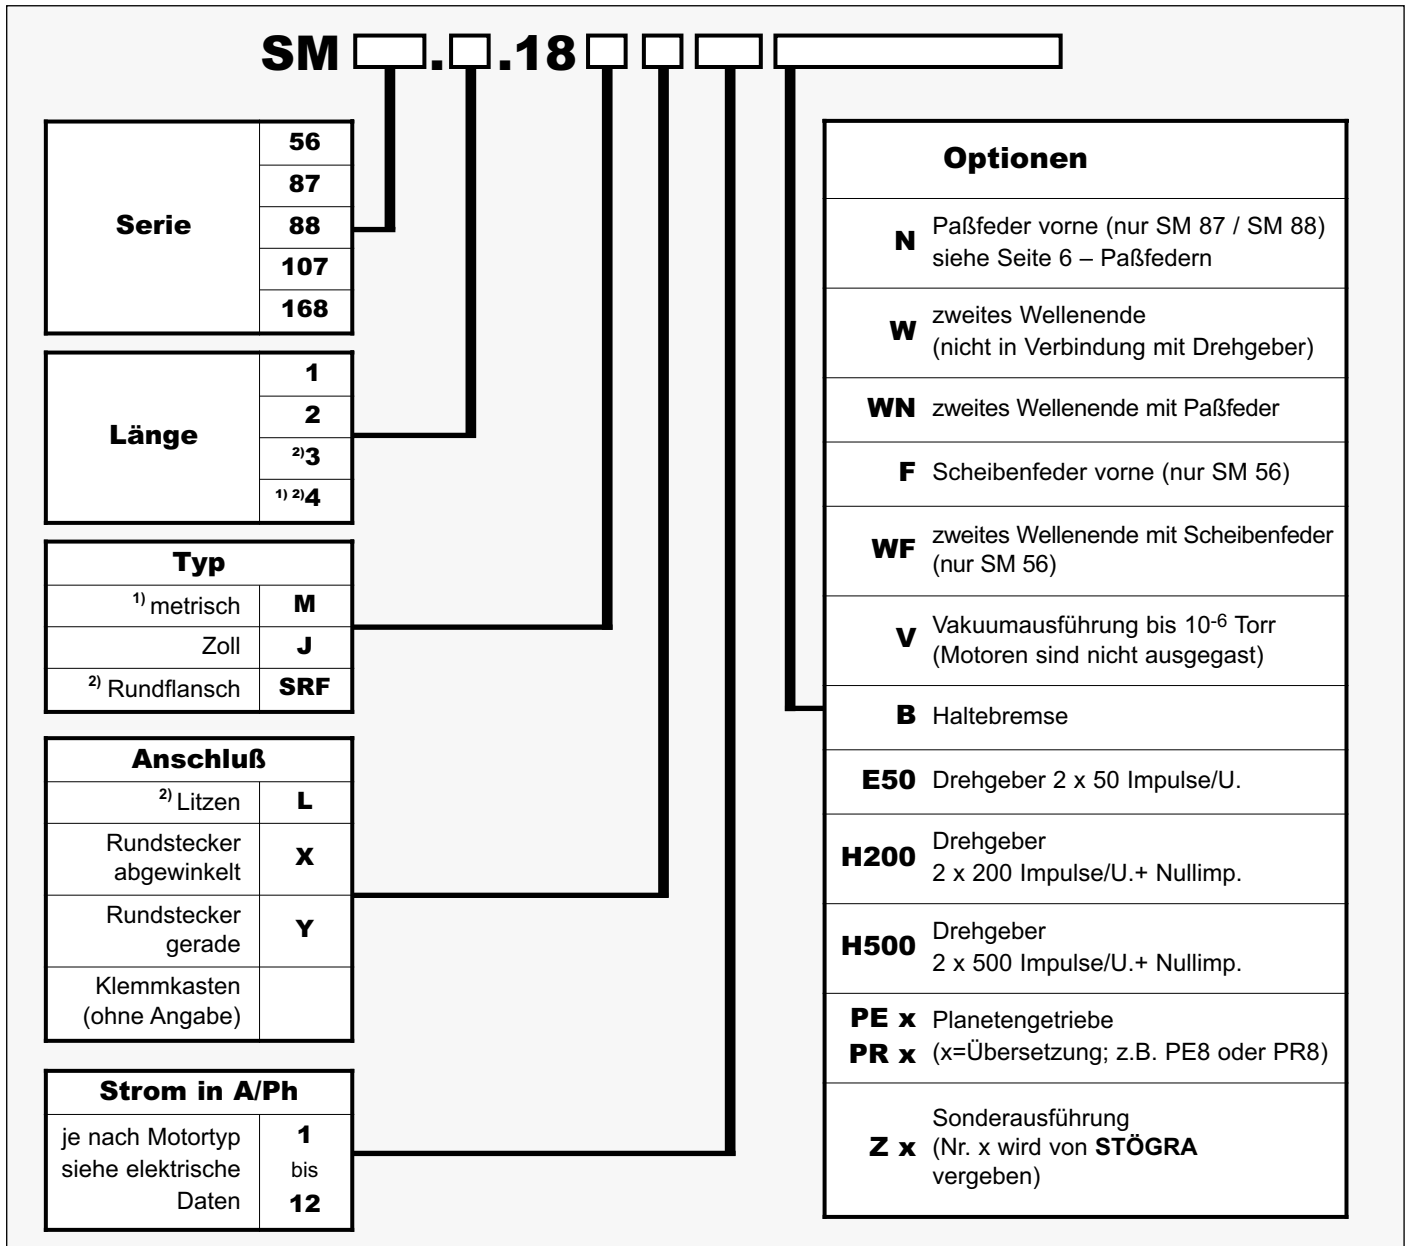 SM . .18
Serie
56
87
88
107
168
Länge
1
2
2)3
1) 2)4
Typ
1) metrisch M
Zoll J
2) Rundflansch SRF
Anschluß
2) Litzen L
Rundstecker
abgewinkelt
X
Rundstecker
gerade
Y
Klemmkasten
(ohne Angabe)
Strom in A/Ph
je nach Motortyp
siehe elektrische
Daten
1
bis
12
Optionen
N
Paßfeder vorne (nur SM 87 / SM 88)
siehe Seite 6 – Paßfedern
W
zweites Wellenende
(nicht in Verbindung mit Drehgeber)
WN zweites Wellenende mit Paßfeder
F Scheibenfeder vorne (nur SM 56)
WF
zweites Wellenende mit Scheibenfeder
(nur SM 56)
V
Vakuumausführung bis 10-6 Torr
(Motoren sind nicht ausgegast)
B Haltebremse
E50 Drehgeber 2 x 50 Impulse/U.
H200
Drehgeber
2 x 200 Impulse/U.+ Nullimp.
H500
Drehgeber
2 x 500 Impulse/U.+ Nullimp.
PE x Planetengetriebe
PR x (x=Übersetzung; z.B. PE8 oder PR8)
Z x
Sonderausführung
(Nr. x wird von STÖGRA
vergeben)